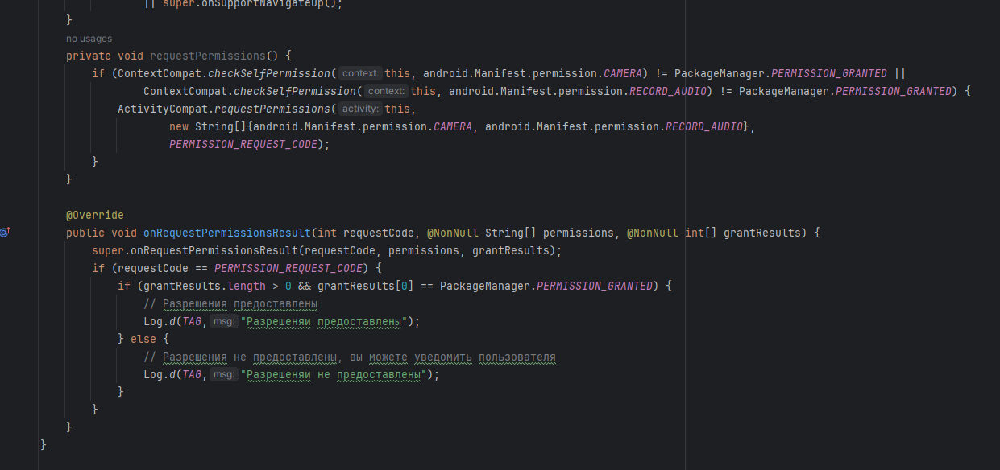 || super.onSupportNavigateUp();
}
no usages
private void requestPermissions() {
if (ContextCompat.checkSelfPermission( context: this, android.Manifest.permission.CAMERA) != PackageManager.PERMISSION_GRANTED ||
ContextCompat.checkSelfPermission( context: this, android.Manifest.permission.RECORD_AUDIO) != PackageManager.PERMISSION_GRANTED) {
ActivityCompat.requestPermissions( activity: this,
new String[]{android.Manifest.permission.CAMERA, android.Manifest.permission.RECORD_AUDIO},
PERMISSION_REQUEST_CODE);
}
}
@Override
public void onRequestPermissionsResult(int requestCode, @NonNull String[] permissions, @NonNull int[] grantResults) {
super.onRequestPermissionsResult(requestCode, permissions, grantResults);
if (requestCode == PERMISSION_REQUEST_CODE) {
if (grantResults.length > 0 && grantResults[0] == PackageManager.PERMISSION_GRANTED) {
// Разрешения предоставлены
Log.d(TAG, msg: "Разрешеняи предоставлены");
} else {
// Разрешения не предоставлены, вы можете уведомить пользователя
Log.d(TAG, msg: "Разрешеняи не предоставлены");
}
}
}
}